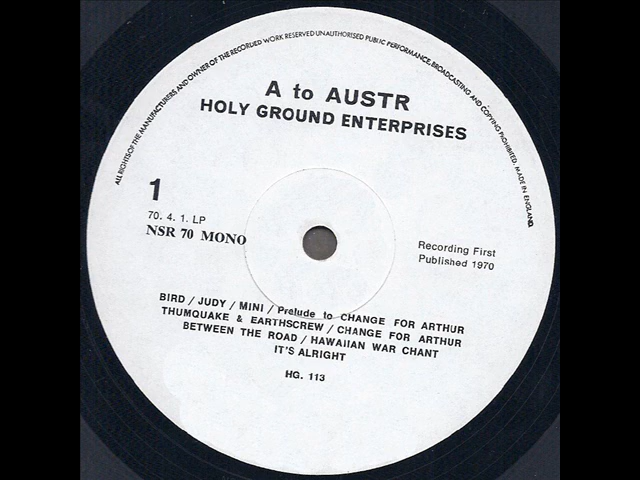 ALL RIGHTS OF THE MANUFACTURERS AND OWNER OF THE RECORDED WORK RESERVED UNAUTHORISED PUBLIC PERFORMANCE, BROADCASTING AND COPYING PROHIBITED. MADE IN ENGLAND.
A to AUSTR
HOLY GROUND ENTERPRISES
1
70. 4. 1. LP
NSR 70 MONO
Recording First
Published 1970
BIRD / JUDY / MINI / Prelude to CHANGE FOR ARTHUR
THUMQUAKE & EARTHSCREW / CHANGE FOR ARTHUR
BETWEEN THE ROAD / HAWAIIAN WAR CHANT
IT'S ALRIGHT
HG. 113